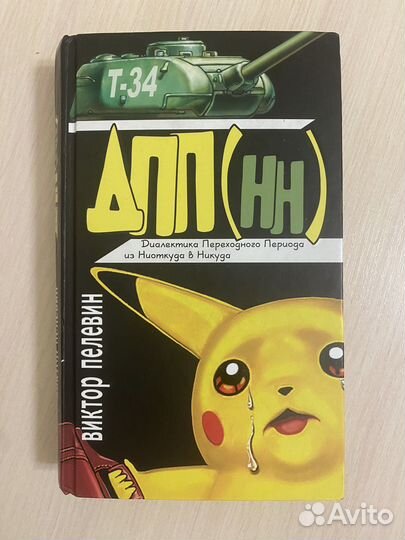 Т-34
ДПП(НН)
Диалектика Переходного Периода
из Ниоткуда в Никуда
виктор пелевин
Avito